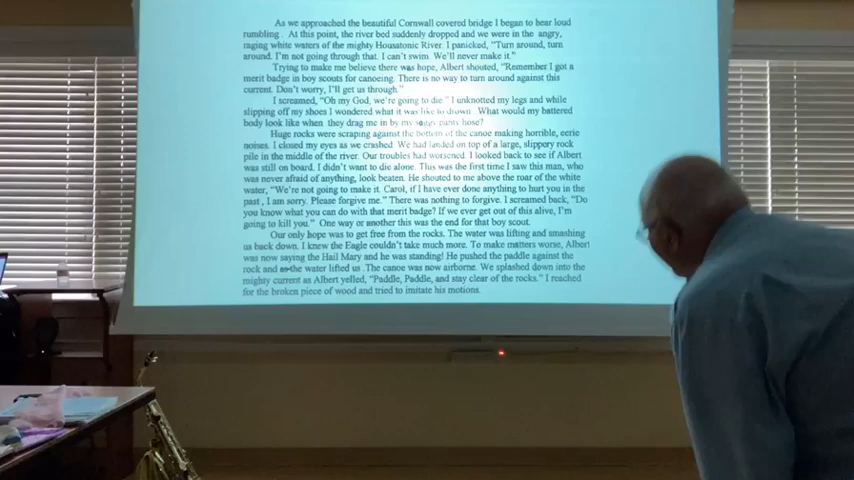 As we approached the beautiful Cornwall covered bridge I began to hear loud
rumbling. At this point, the river bed suddenly dropped and we were in the angry,
raging white waters of the mighty Housatonic River. I panicked, “Turn around, turn
around. I'm not going through that. I can't swim. We'll never make it.”
Trying to make me believe there was hope, Albert shouted, “Remember I got a
merit badge in boy scouts for canoeing. There is no way to turn around against this
current. Don't worry, I'll get us through.”
I screamed, “Oh my God, we're going to die.” I unknotted my legs and while
slipping off my shoes I wondered what it was like to drown. What would my battered
body look like when they drag me in by my saggy pants hose?
Huge rocks were scraping against the bottom of the canoe making horrible, eerie
noises. I closed my eyes as we crashed. We had landed on top of a large, slippery rock
pile in the middle of the river. Our troubles had worsened. I looked back to see if Albert
was still on board. I didn't want to die alone. This was the first time I saw this man, who
was never afraid of anything, look beaten. He shouted to me above the roar of the white
water, “We're not going to make it. Carol, if I have ever done anything to hurt you in the
past, I am sorry. Please forgive me.” There was nothing to forgive. I screamed back, “Do
you know what you can do with that merit badge? If we ever get out of this alive, I'm
going to kill you.” One way or another this was the end for that boy scout.
Our only hope was to get free from the rocks. The water was lifting and smashing
us back down. I knew the Eagle couldn't take much more. To make matters worse, Albert
was now saying the Hail Mary and he was standing! He pushed the paddle against the
rock and as the water lifted us. The canoe was now airborne. We splashed down into the
mighty current as Albert yelled, “Paddle, Paddle, and stay clear of the rocks.” I reached
for the broken piece of wood and tried to imitate his motions.